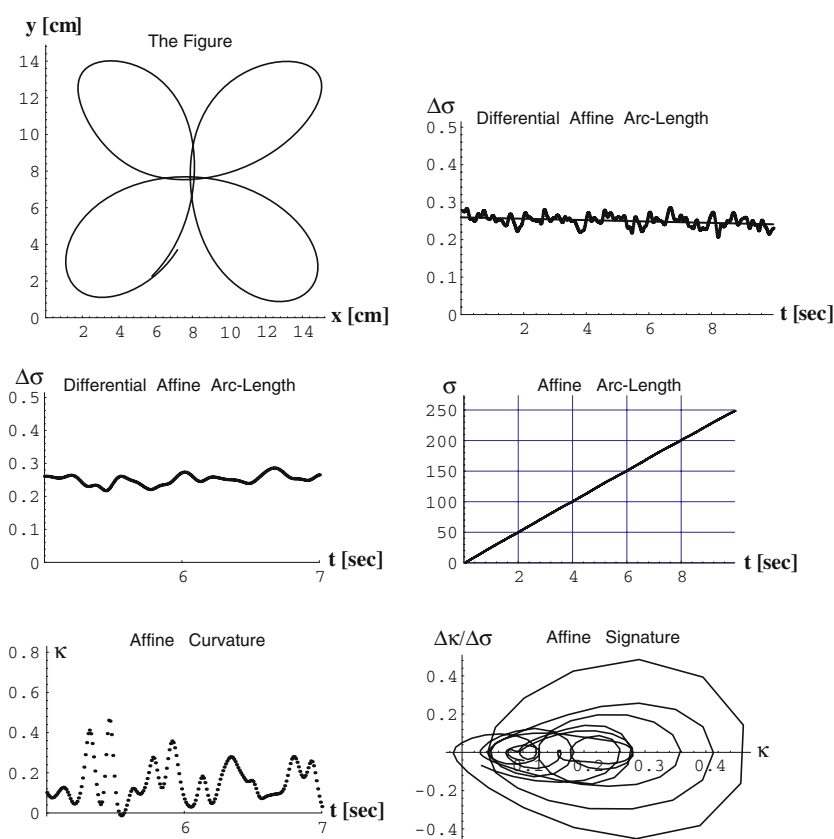 y [cm]
The Figure
14
12
10
8
6
4
2
0
2 4 6 8 10 12 14
x [cm]
Δσ
Differential Affine Arc-Length
0.5
0.4
0.3
0.2
0.1
0
2 4 6 8
t [sec]
Δσ
Differential Affine Arc-Length
0.5
0.4
0.3
0.2
0.1
0
6 7
t [sec]
σ
Affine Arc-Length
250
200
150
100
50
0
2 4 6 8
t [sec]
κ
Affine Curvature
0.8
0.6
0.4
0.2
0
6 7
t [sec]
Δκ/Δσ
Affine Signature
0.4
0.2
0
-0.2
-0.4
0.1 0.2 0.3 0.4
κ